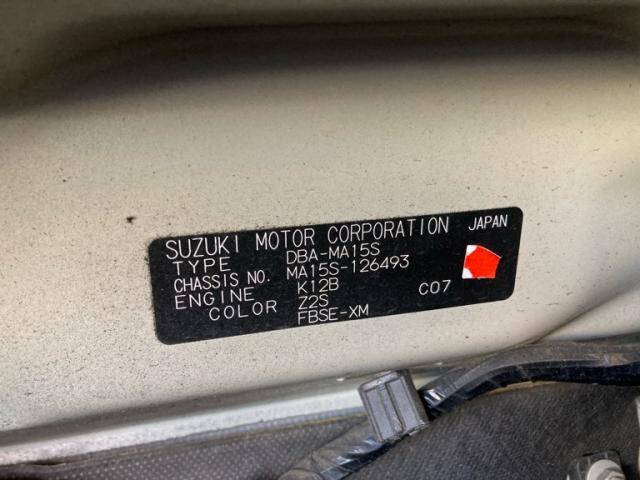 SUZUKI MOTOR CORPORATION JAPAN
TYPE DBA-MA15S
CHASSIS NO. MA15S-126493
ENGINE K12B C07
COLOR Z2S
FBSE-XM